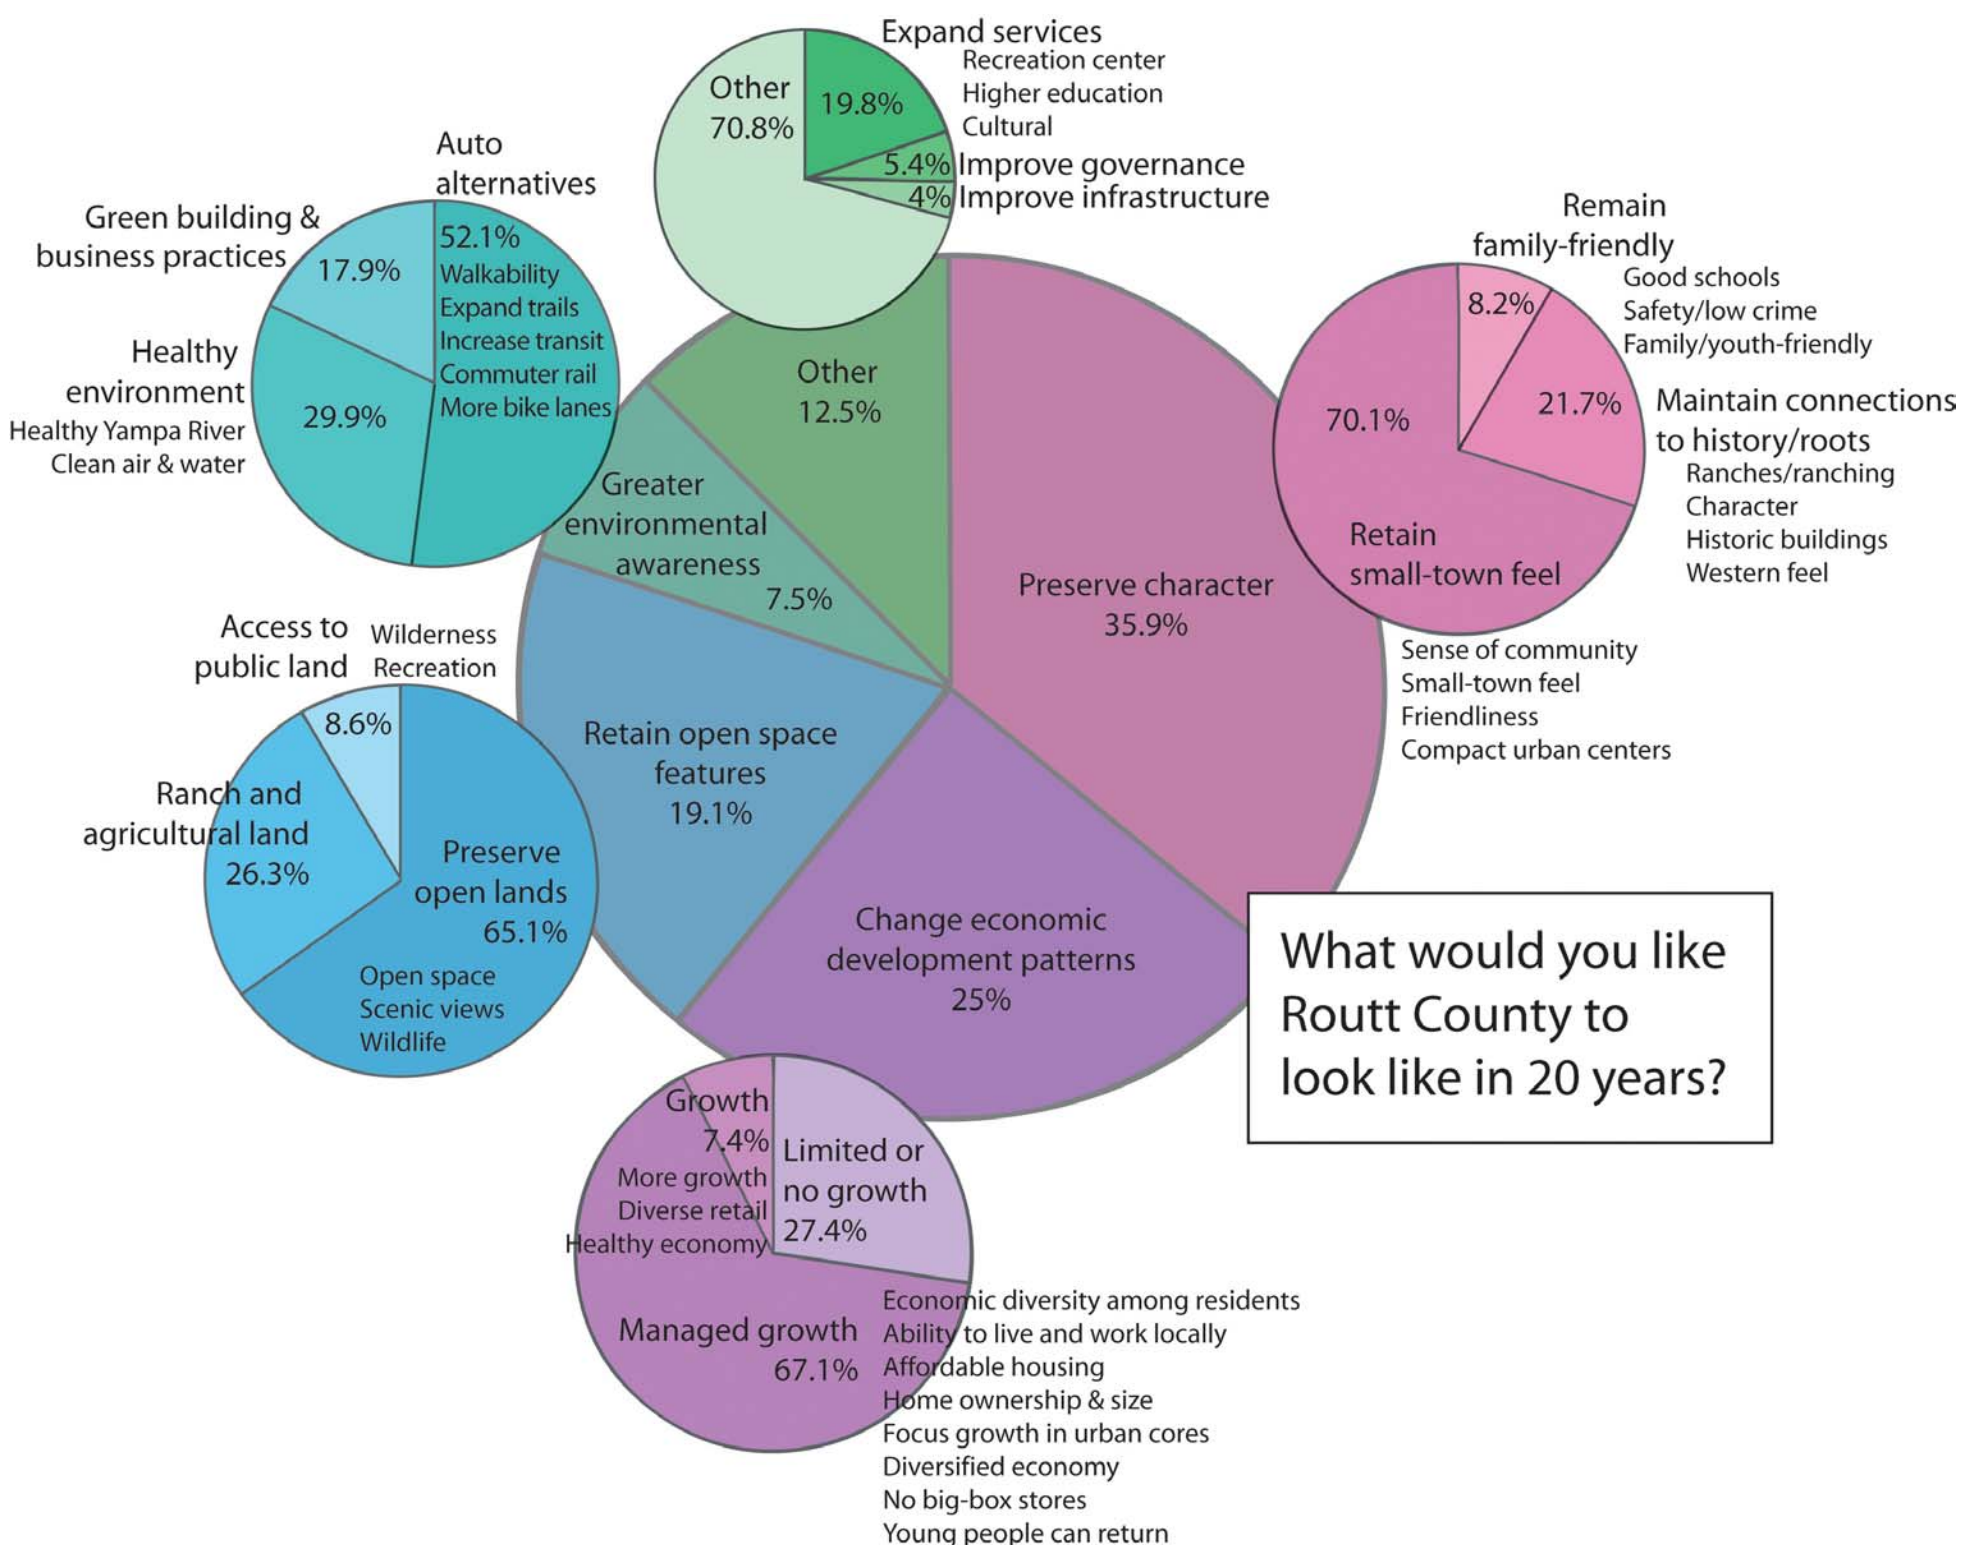 Expand services
Recreation center
Higher education
Cultural
Other
70.8%
19.8%
5.4%
Improve governance
4%
Improve infrastructure
Auto
alternatives
52.1%
Walkability
Expand trails
Increase transit
Commuter rail
More bike lanes
Green building &
business practices
17.9%
Healthy
environment
Healthy Yampa River
Clean air & water
29.9%
Remain
family-friendly
Good schools
Safety/low crime
Family/youth-friendly
8.2%
21.7%
Maintain connections
to history/roots
Ranches/ranching
Character
Historic buildings
Western feel
70.1%
Retain
small-town feel
Sense of community
Small-town feel
Friendliness
Compact urban centers
Other
12.5%
Greater
environmental
awareness
7.5%
Preserve character
35.9%
Retain open space
features
19.1%
Change economic
development patterns
25%
Access to
public land
Wilderness
Recreation
8.6%
Ranch and
agricultural land
26.3%
Preserve
open lands
65.1%
Open space
Scenic views
Wildlife
What would you like
Routt County to
look like in 20 years?
Growth
7.4%
More growth
Diverse retail
Healthy economy
Limited or
no growth
27.4%
Managed growth
67.1%
Economic diversity among residents
Ability to live and work locally
Affordable housing
Home ownership & size
Focus growth in urban cores
Diversified economy
No big-box stores
Young people can return